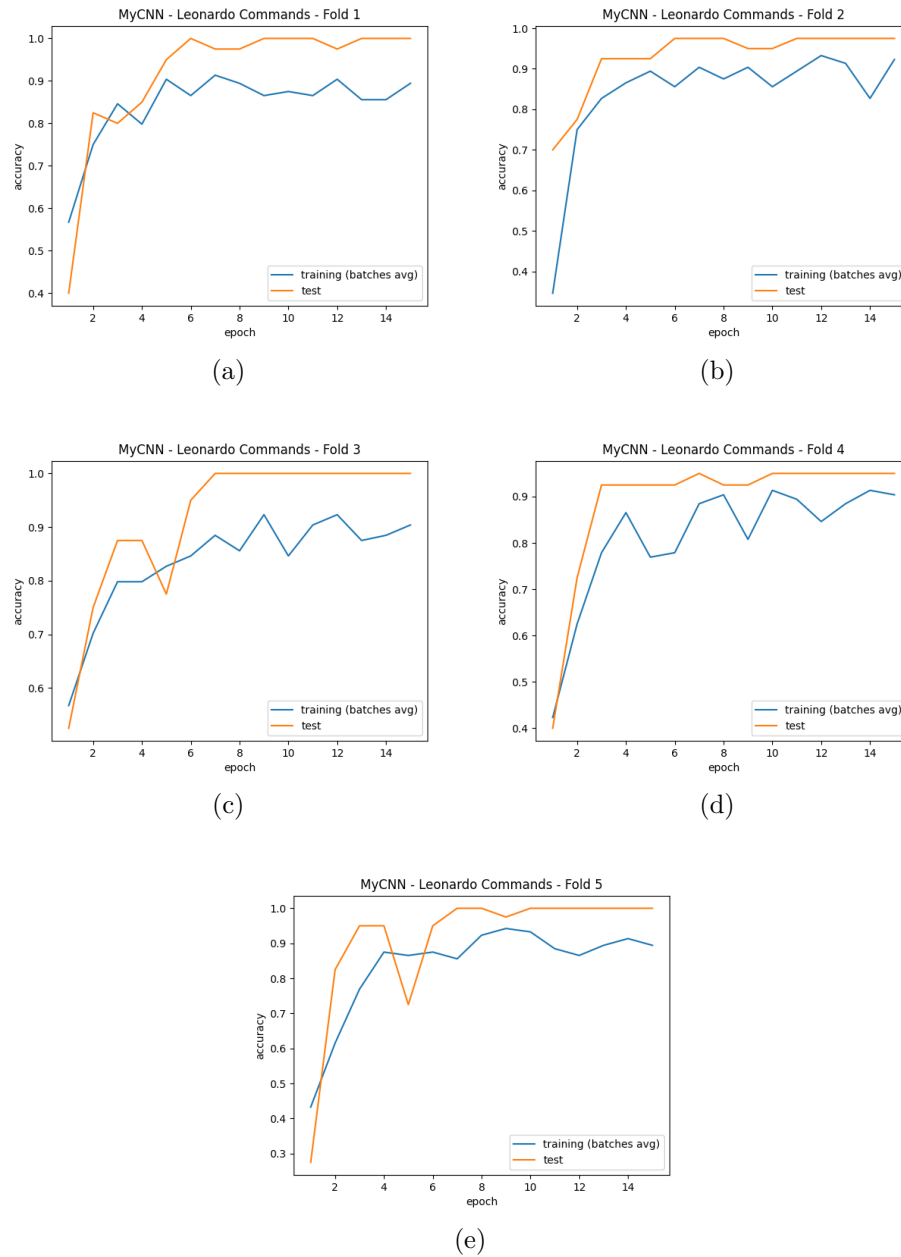 MyCNN - Leonardo Commands - Fold 1
1.0
0.9
0.8
0.7
0.6
0.5
0.4
accuracy
2 4 6 8 10 12 14
epoch
training (batches avg)
test
(a)
MyCNN - Leonardo Commands - Fold 2
1.0
0.9
0.8
0.7
0.6
0.5
0.4
accuracy
2 4 6 8 10 12 14
epoch
training (batches avg)
test
(b)
MyCNN - Leonardo Commands - Fold 3
1.0
0.9
0.8
0.7
0.6
accuracy
2 4 6 8 10 12 14
epoch
training (batches avg)
test
(c)
MyCNN - Leonardo Commands - Fold 4
0.9
0.8
0.7
0.6
0.5
0.4
accuracy
2 4 6 8 10 12 14
epoch
training (batches avg)
test
(d)
MyCNN - Leonardo Commands - Fold 5
1.0
0.9
0.8
0.7
0.6
0.5
0.4
0.3
accuracy
2 4 6 8 10 12 14
epoch
training (batches avg)
test
(e)